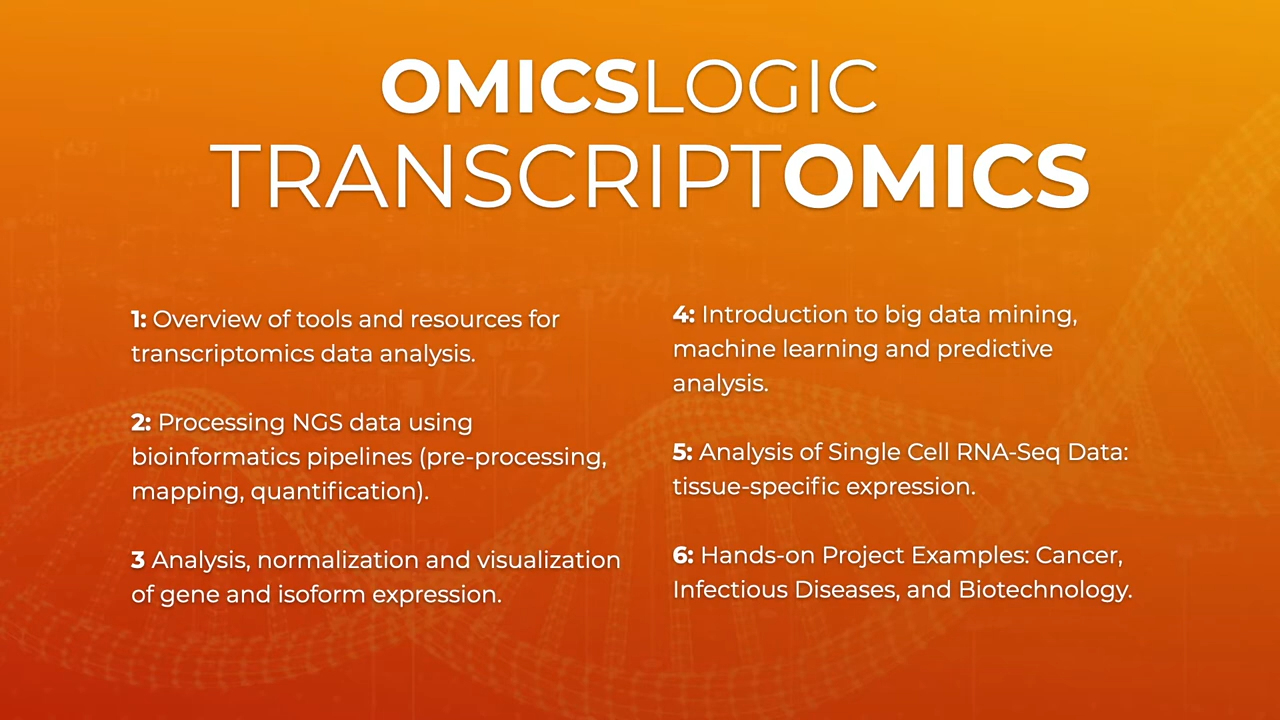 OMICSLOGIC
TRANSCRIPTOMICS
1: Overview of tools and resources for
transcriptomics data analysis.
2: Processing NGS data using
bioinformatics pipelines (pre-processing,
mapping, quantification).
3 Analysis, normalization and visualization
of gene and isoform expression.
4: Introduction to big data mining,
machine learning and predictive
analysis.
5: Analysis of Single Cell RNA-Seq Data:
tissue-specific expression.
6: Hands-on Project Examples: Cancer,
Infectious Diseases, and Biotechnology.